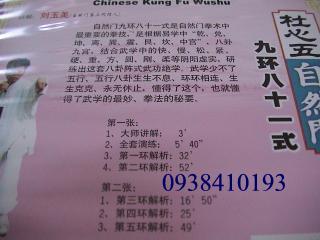 Chinese Kung Fu Wushu
刘玉美
自然门九环八十一式是自然门拳术中
最重要的拳技,是根据易学中“乾、兑、
坤、离、巽、震、艮、坎、中宫”,八卦
九宫,结合武学中的快、慢、松、紧、
硬、重、方、圆、刚、柔等阴阳虚实、研
练出这套八卦阵式武功绝学。武学少不了
五行,五行八卦生生不息、环环相连、生
生克克、永无休止,懂得了这个,也就懂
得了武学的最妙、拳法的秘要。
第一张:
1、大师讲解: 3′
2、全套演练: 5′ 40″
3、第一环解析: 32′
4、第二环解析: 52′
第二张:
1、第三环解析: 16′ 50″
2、第四环解析: 25′
3、第五环解析: 49′
杜心五
自然门
九环八十一式
0938410193